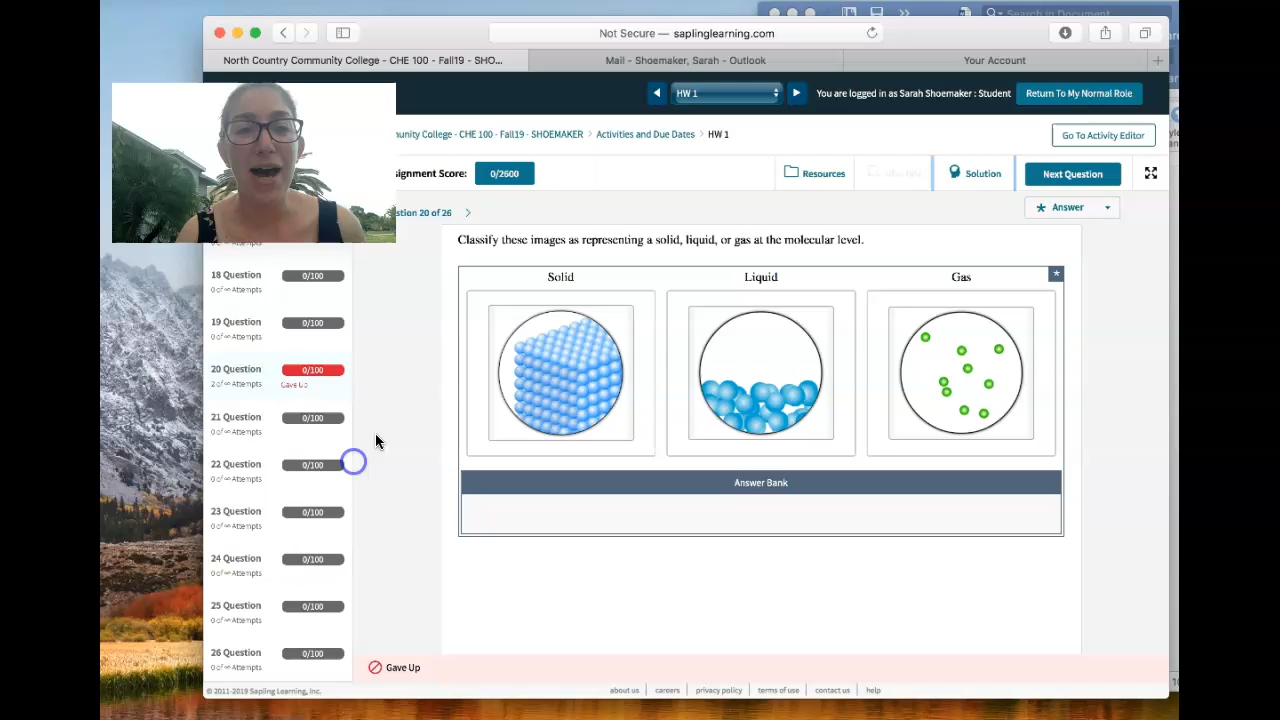 Search in Document
Not Secure — saplinglearning.com
North Country Community College - CHE 100 - Fall19 - SHO...
Mail - Shoemaker, Sarah - Outlook
Your Account
HW 1
You are logged in as Sarah Shoemaker : Student
Return To My Normal Role
munity College - CHE 100 - Fall19 - SHOEMAKER
Activities and Due Dates
HW 1
Go To Activity Editor
signment Score:
0/2600
Resources
Solution
Next Question
stion 20 of 26
Answer
Classify these images as representing a solid, liquid, or gas at the molecular level.
Solid
Liquid
Gas
Answer Bank
18 Question
0/100
0 of ∞ Attempts
19 Question
0/100
0 of ∞ Attempts
20 Question
0/100
2 of ∞ Attempts
Gave Up
21 Question
0/100
0 of ∞ Attempts
22 Question
0/100
0 of ∞ Attempts
23 Question
0/100
0 of ∞ Attempts
24 Question
0/100
0 of ∞ Attempts
25 Question
0/100
0 of ∞ Attempts
26 Question
0/100
0 of ∞ Attempts
Gave Up
© 2011-2019 Sapling Learning, Inc.
about us
careers
privacy policy
terms of use
contact us
help